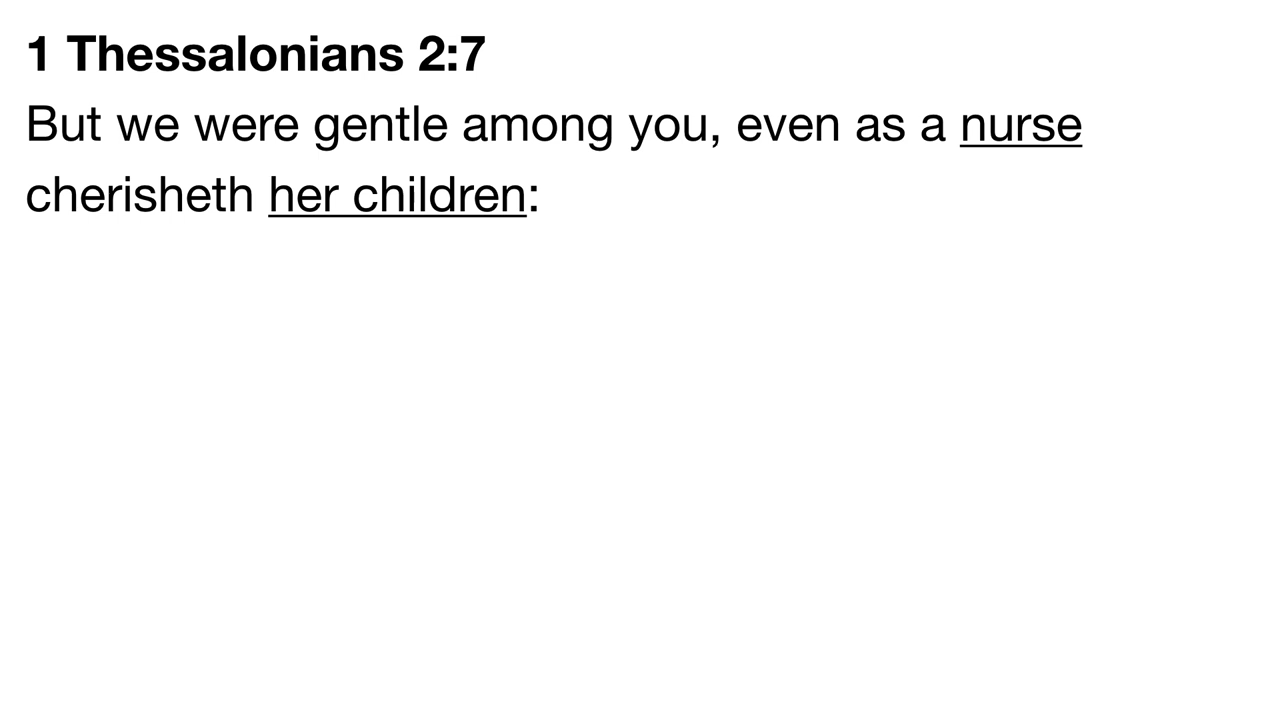 1 Thessalonians 2:7
But we were gentle among you, even as a nurse
cherisheth her children: